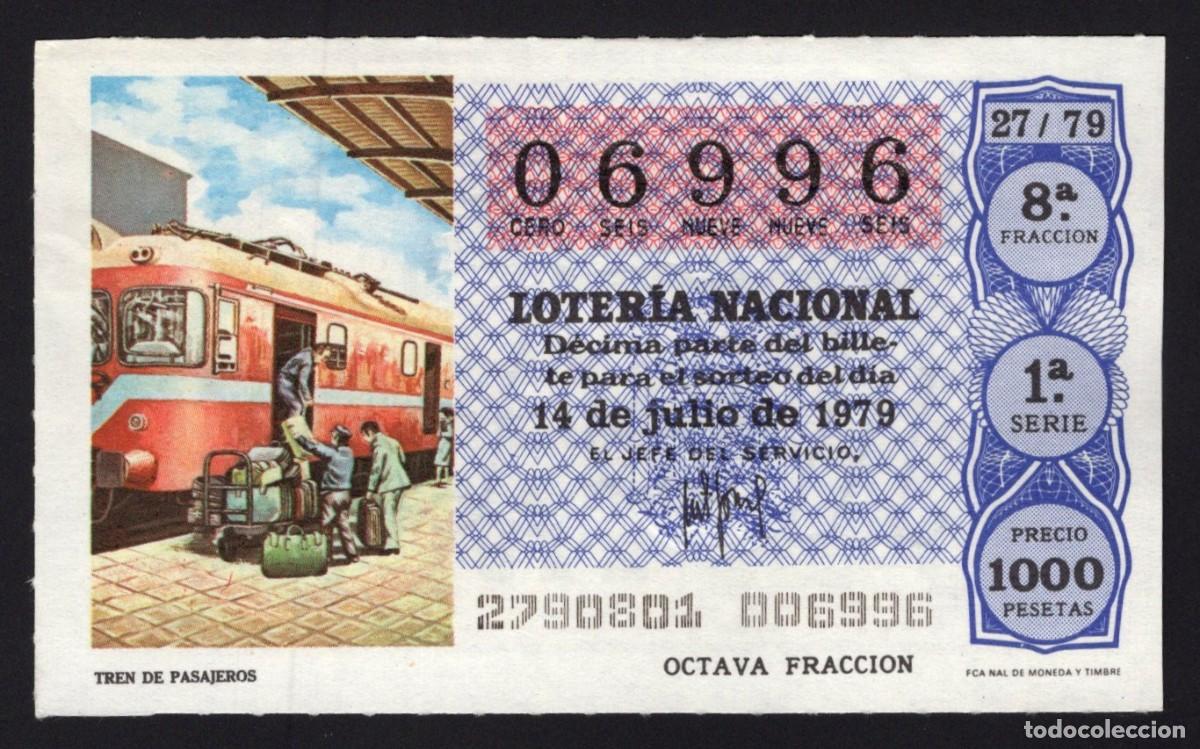 27 / 79
06996
CERO SEIS NUEVE NUEVE SEIS
8ª.
FRACCION
LOTERÍA NACIONAL
Décima parte del bille-
te para el sorteo del día
14 de julio de 1979
EL JEFE DEL SERVICIO,
1ª.
SERIE
PRECIO
1000
PESETAS
2790801 006996
TREN DE PASAJEROS
OCTAVA FRACCION
FCA NAL DE MONEDA Y TIMBRE
todocoleccion